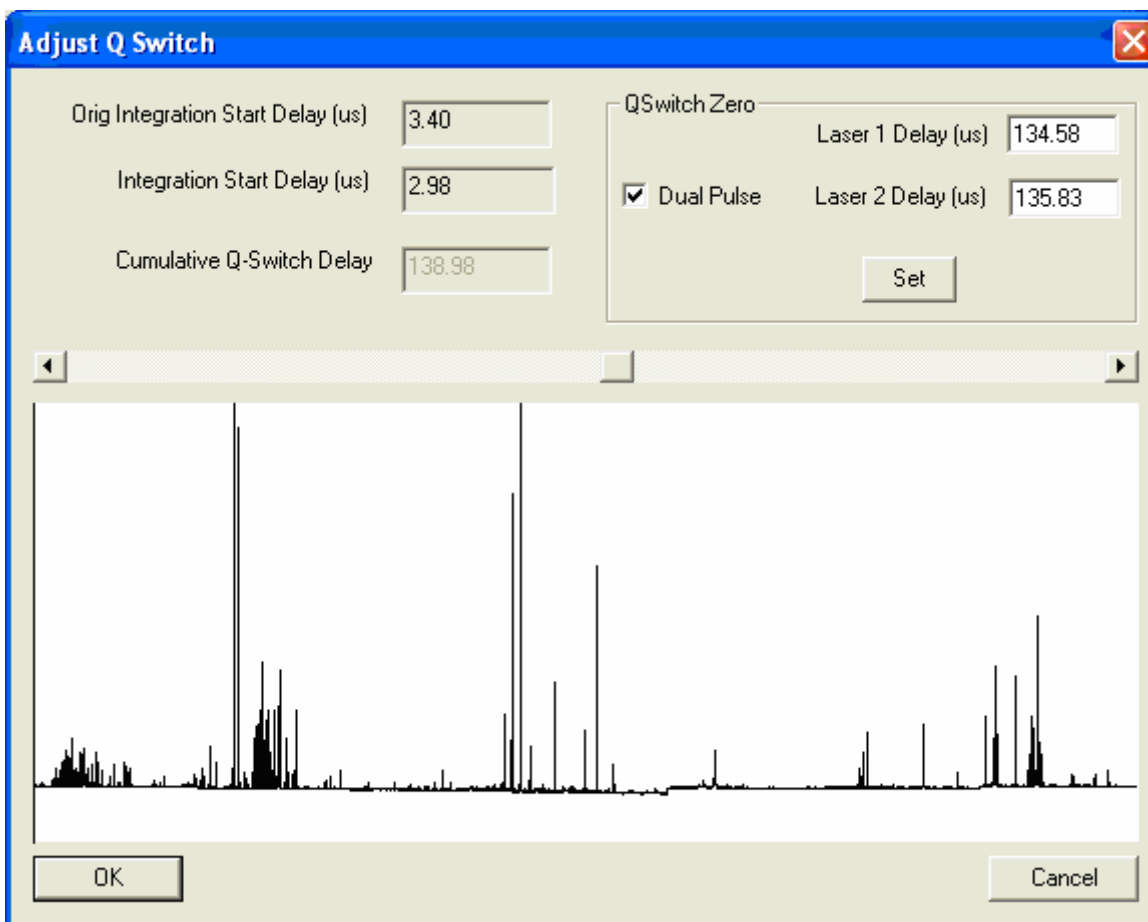 Adjust Q Switch
Orig Integration Start Delay (us) 3.40
Integration Start Delay (us) 2.98
Cumulative Q-Switch Delay 138.98
QSwitch Zero
Laser 1 Delay (us) 134.58
Dual Pulse Laser 2 Delay (us) 135.83
Set
OK
Cancel